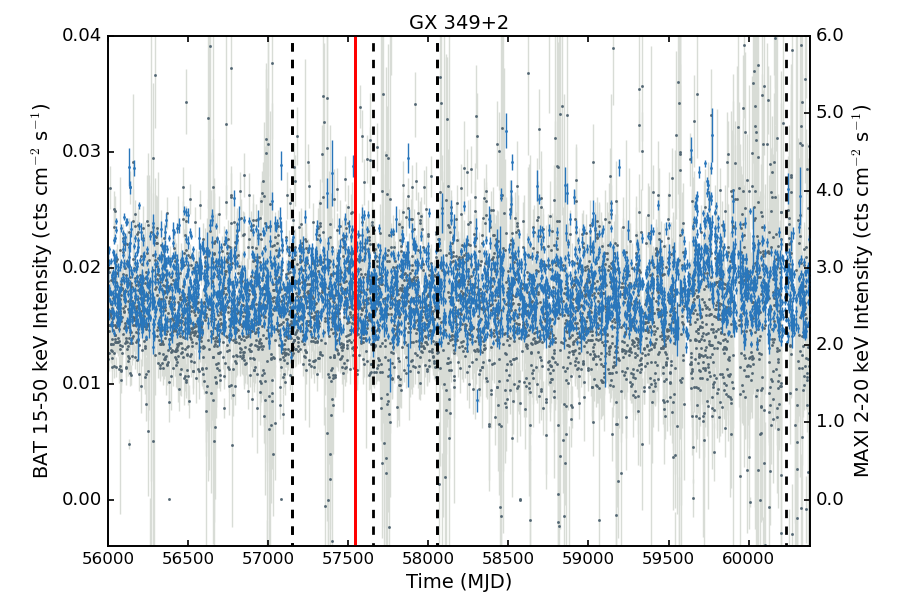 GX 349+2
0.04
0.03
0.02
0.01
0.00
BAT 15-50 keV Intensity (cts cm⁻² s⁻¹)
6.0
5.0
4.0
3.0
2.0
1.0
0.0
MAXI 2-20 keV Intensity (cts cm⁻² s⁻¹)
56000 56500 57000 57500 58000 58500 59000 59500 60000
Time (MJD)